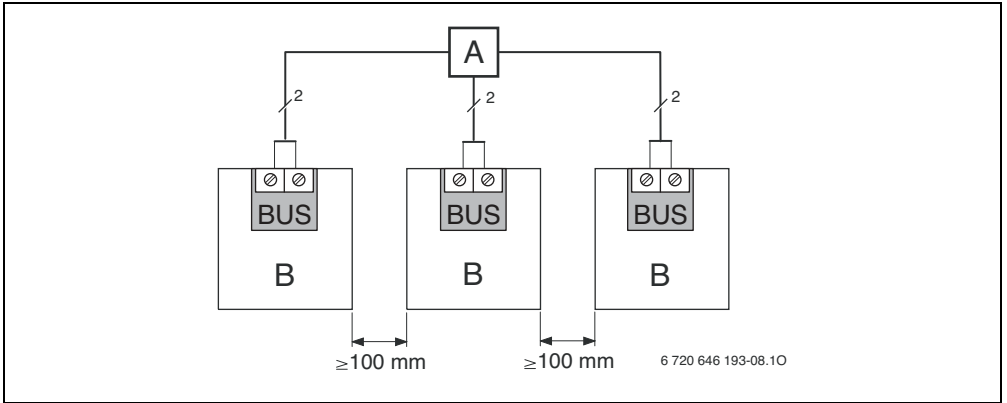 A
2 2 2
BUS BUS BUS
B B B
≥100 mm ≥100 mm
6 720 646 193-08.1O